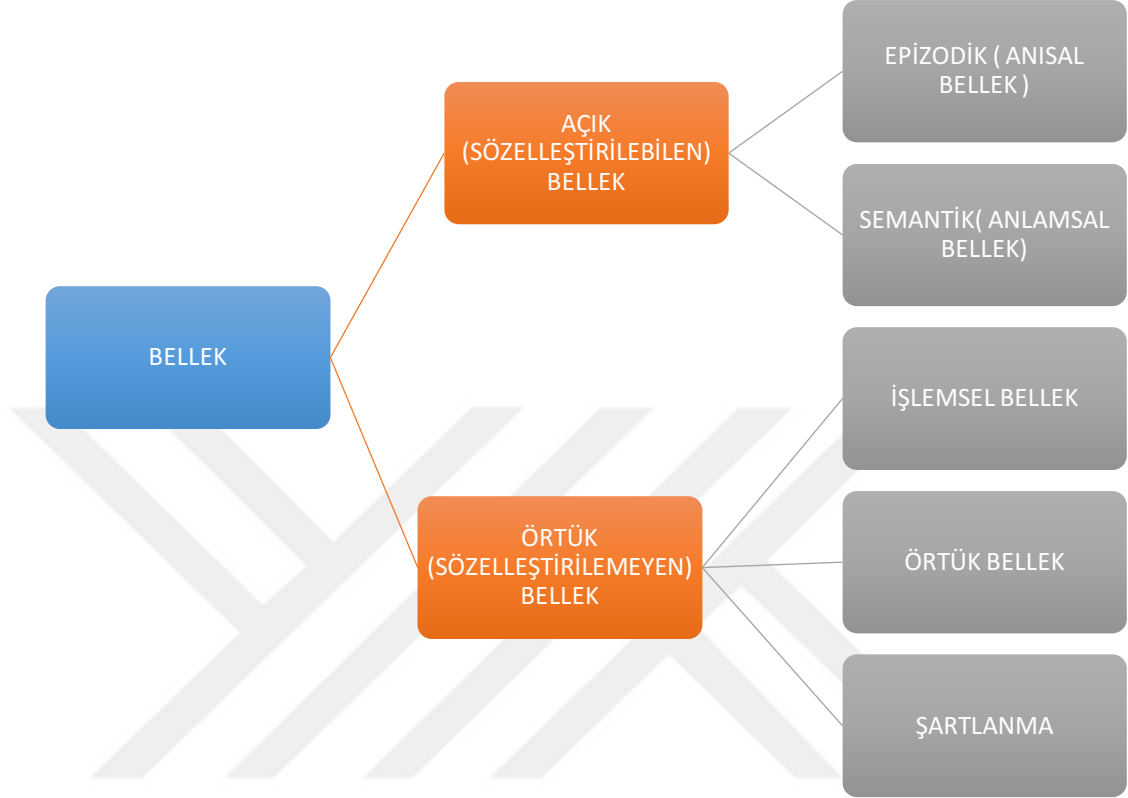 BELLEK
AÇIK
(SÖZELLEŞTİRİLEBİLEN)
BELLEK
EPİZODİK ( ANISAL
BELLEK )
SEMANTİK( ANLAMSAL
BELLEK)
ÖRTÜK
(SÖZELLEŞTİRİLEMEYEN)
BELLEK
İŞLEMSEL BELLEK
ÖRTÜK BELLEK
ŞARTLANMA